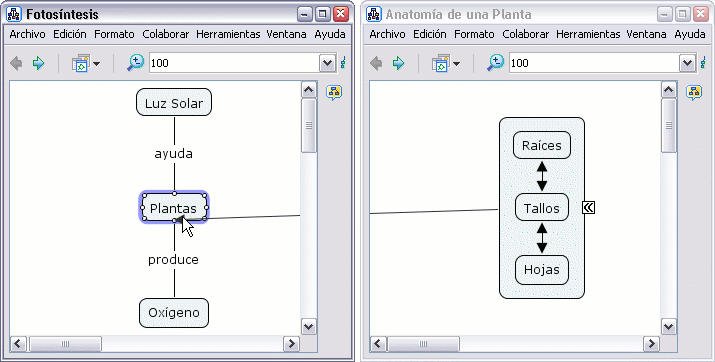 Fotosíntesis
Archivo Edición Formato Colaborar Herramientas Ventana Ayuda
100
Luz Solar
ayuda
Plantas
produce
Oxígeno
Anatomía de una Planta
Archivo Edición Formato Colaborar Herramientas Ventana Ayuda
100
Raíces
Tallos
Hojas